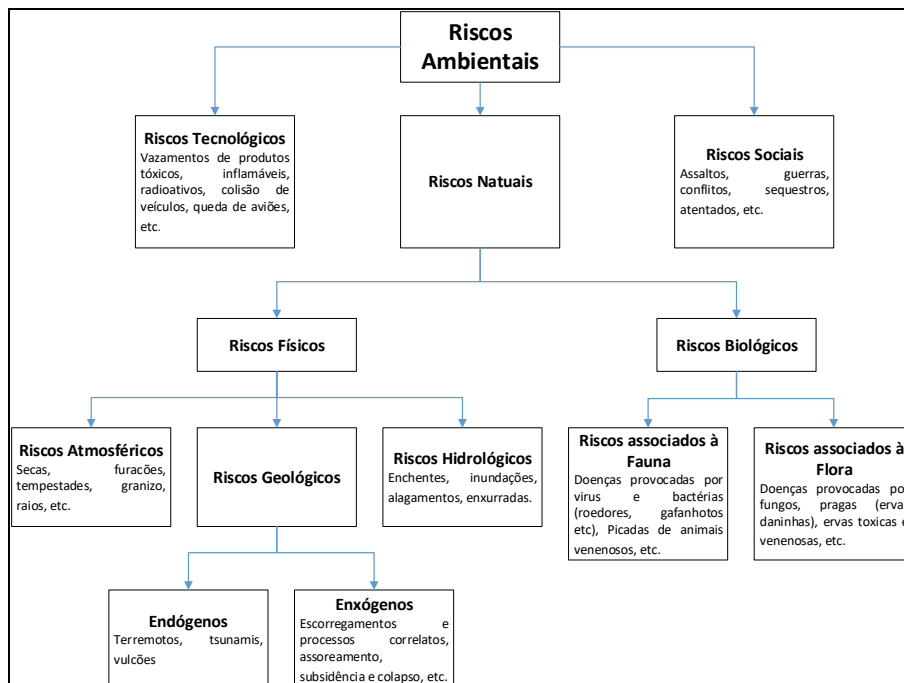 Riscos
Ambientais
Riscos Tecnológicos
Vazamentos de produtos
tóxicos, inflamáveis,
radioativos, colisão de
veículos, queda de aviões,
etc.
Riscos Natuais
Riscos Sociais
Assaltos, guerras,
conflitos, sequestros,
atentados, etc.
Riscos Físicos
Riscos Biológicos
Riscos Atmosféricos
Secas, furacões,
tempestades, granizo,
raios, etc.
Riscos Geológicos
Riscos Hidrológicos
Enchentes, inundações,
alagamentos, enxurradas.
Riscos associados à
Fauna
Doenças provocadas por
virus e bactérias
(roedores, gafanhotos
etc), Picadas de animais
venenosos, etc.
Riscos associados à
Flora
Doenças provocadas po
fungos, pragas (erva
daninhas), ervas toxicas e
venenosas, etc.
Endógenos
Terremotos, tsunamis,
vulcões
Enxógenos
Escorregamentos e
processos correlatos,
assoreamento,
subsidência e colapso, etc.